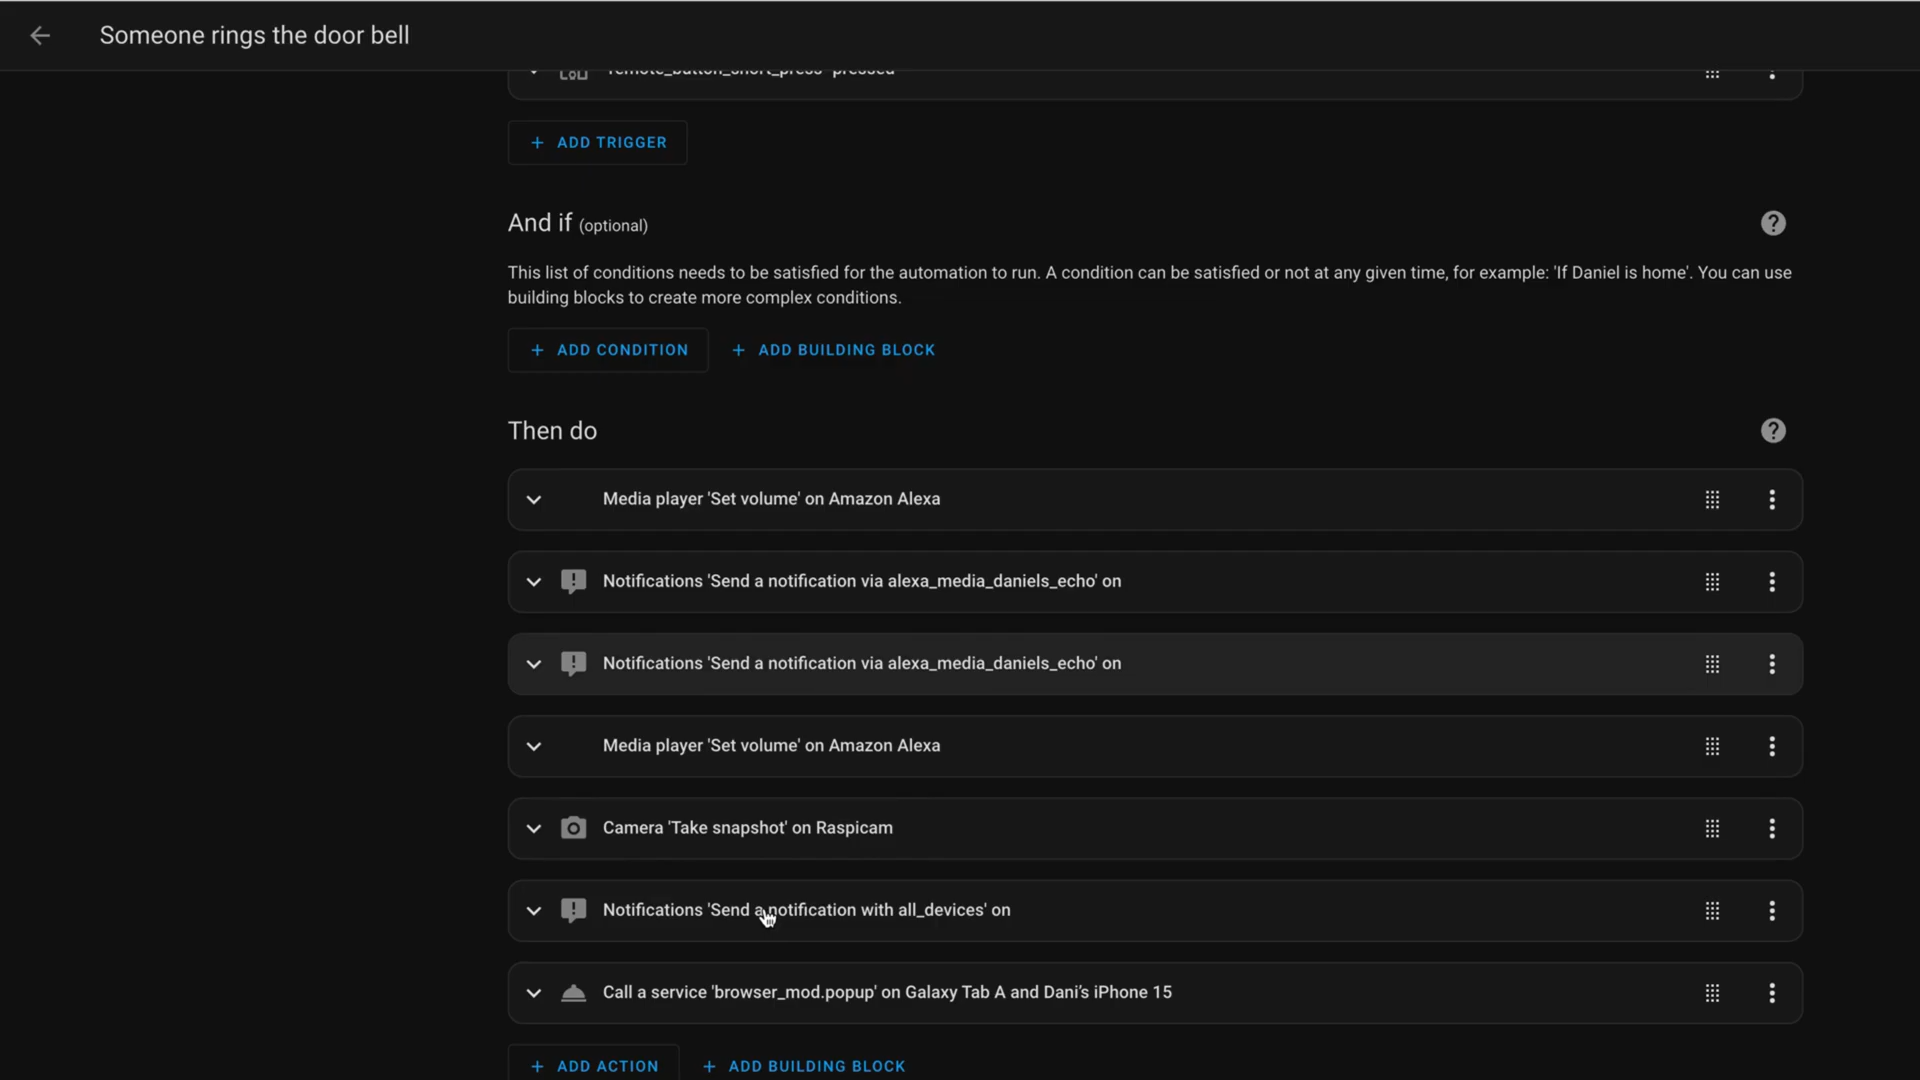 Someone rings the door bell
remote_button_short_press" pressed
+ ADD TRIGGER
And if (optional)
This list of conditions needs to be satisfied for the automation to run. A condition can be satisfied or not at any given time, for example: 'If Daniel is home'. You can use
building blocks to create more complex conditions.
+ ADD CONDITION + ADD BUILDING BLOCK
Then do
Media player 'Set volume' on Amazon Alexa
Notifications 'Send a notification via alexa_media_daniels_echo' on
Notifications 'Send a notification via alexa_media_daniels_echo' on
Media player 'Set volume' on Amazon Alexa
Camera 'Take snapshot' on Raspicam
Notifications 'Send a notification with all_devices' on
Call a service 'browser_mod.popup' on Galaxy Tab A and Dani's iPhone 15
+ ADD ACTION + ADD BUILDING BLOCK